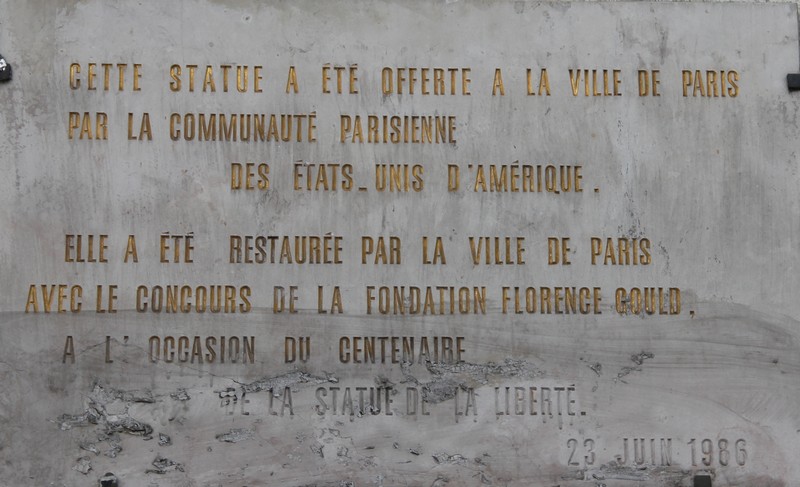 CETTE STATUE A ÉTÉ OFFERTE A LA VILLE DE PARIS
PAR LA COMMUNAUTÉ PARISIENNE
DES ÉTATS-UNIS D'AMÉRIQUE.
ELLE A ÉTÉ RESTAURÉE PAR LA VILLE DE PARIS
AVEC LE CONCOURS DE LA FONDATION FLORENCE GOULD,
A L'OCCASION DU CENTENAIRE
DE LA STATUE DE LA LIBERTÉ.
23 JUIN 1986